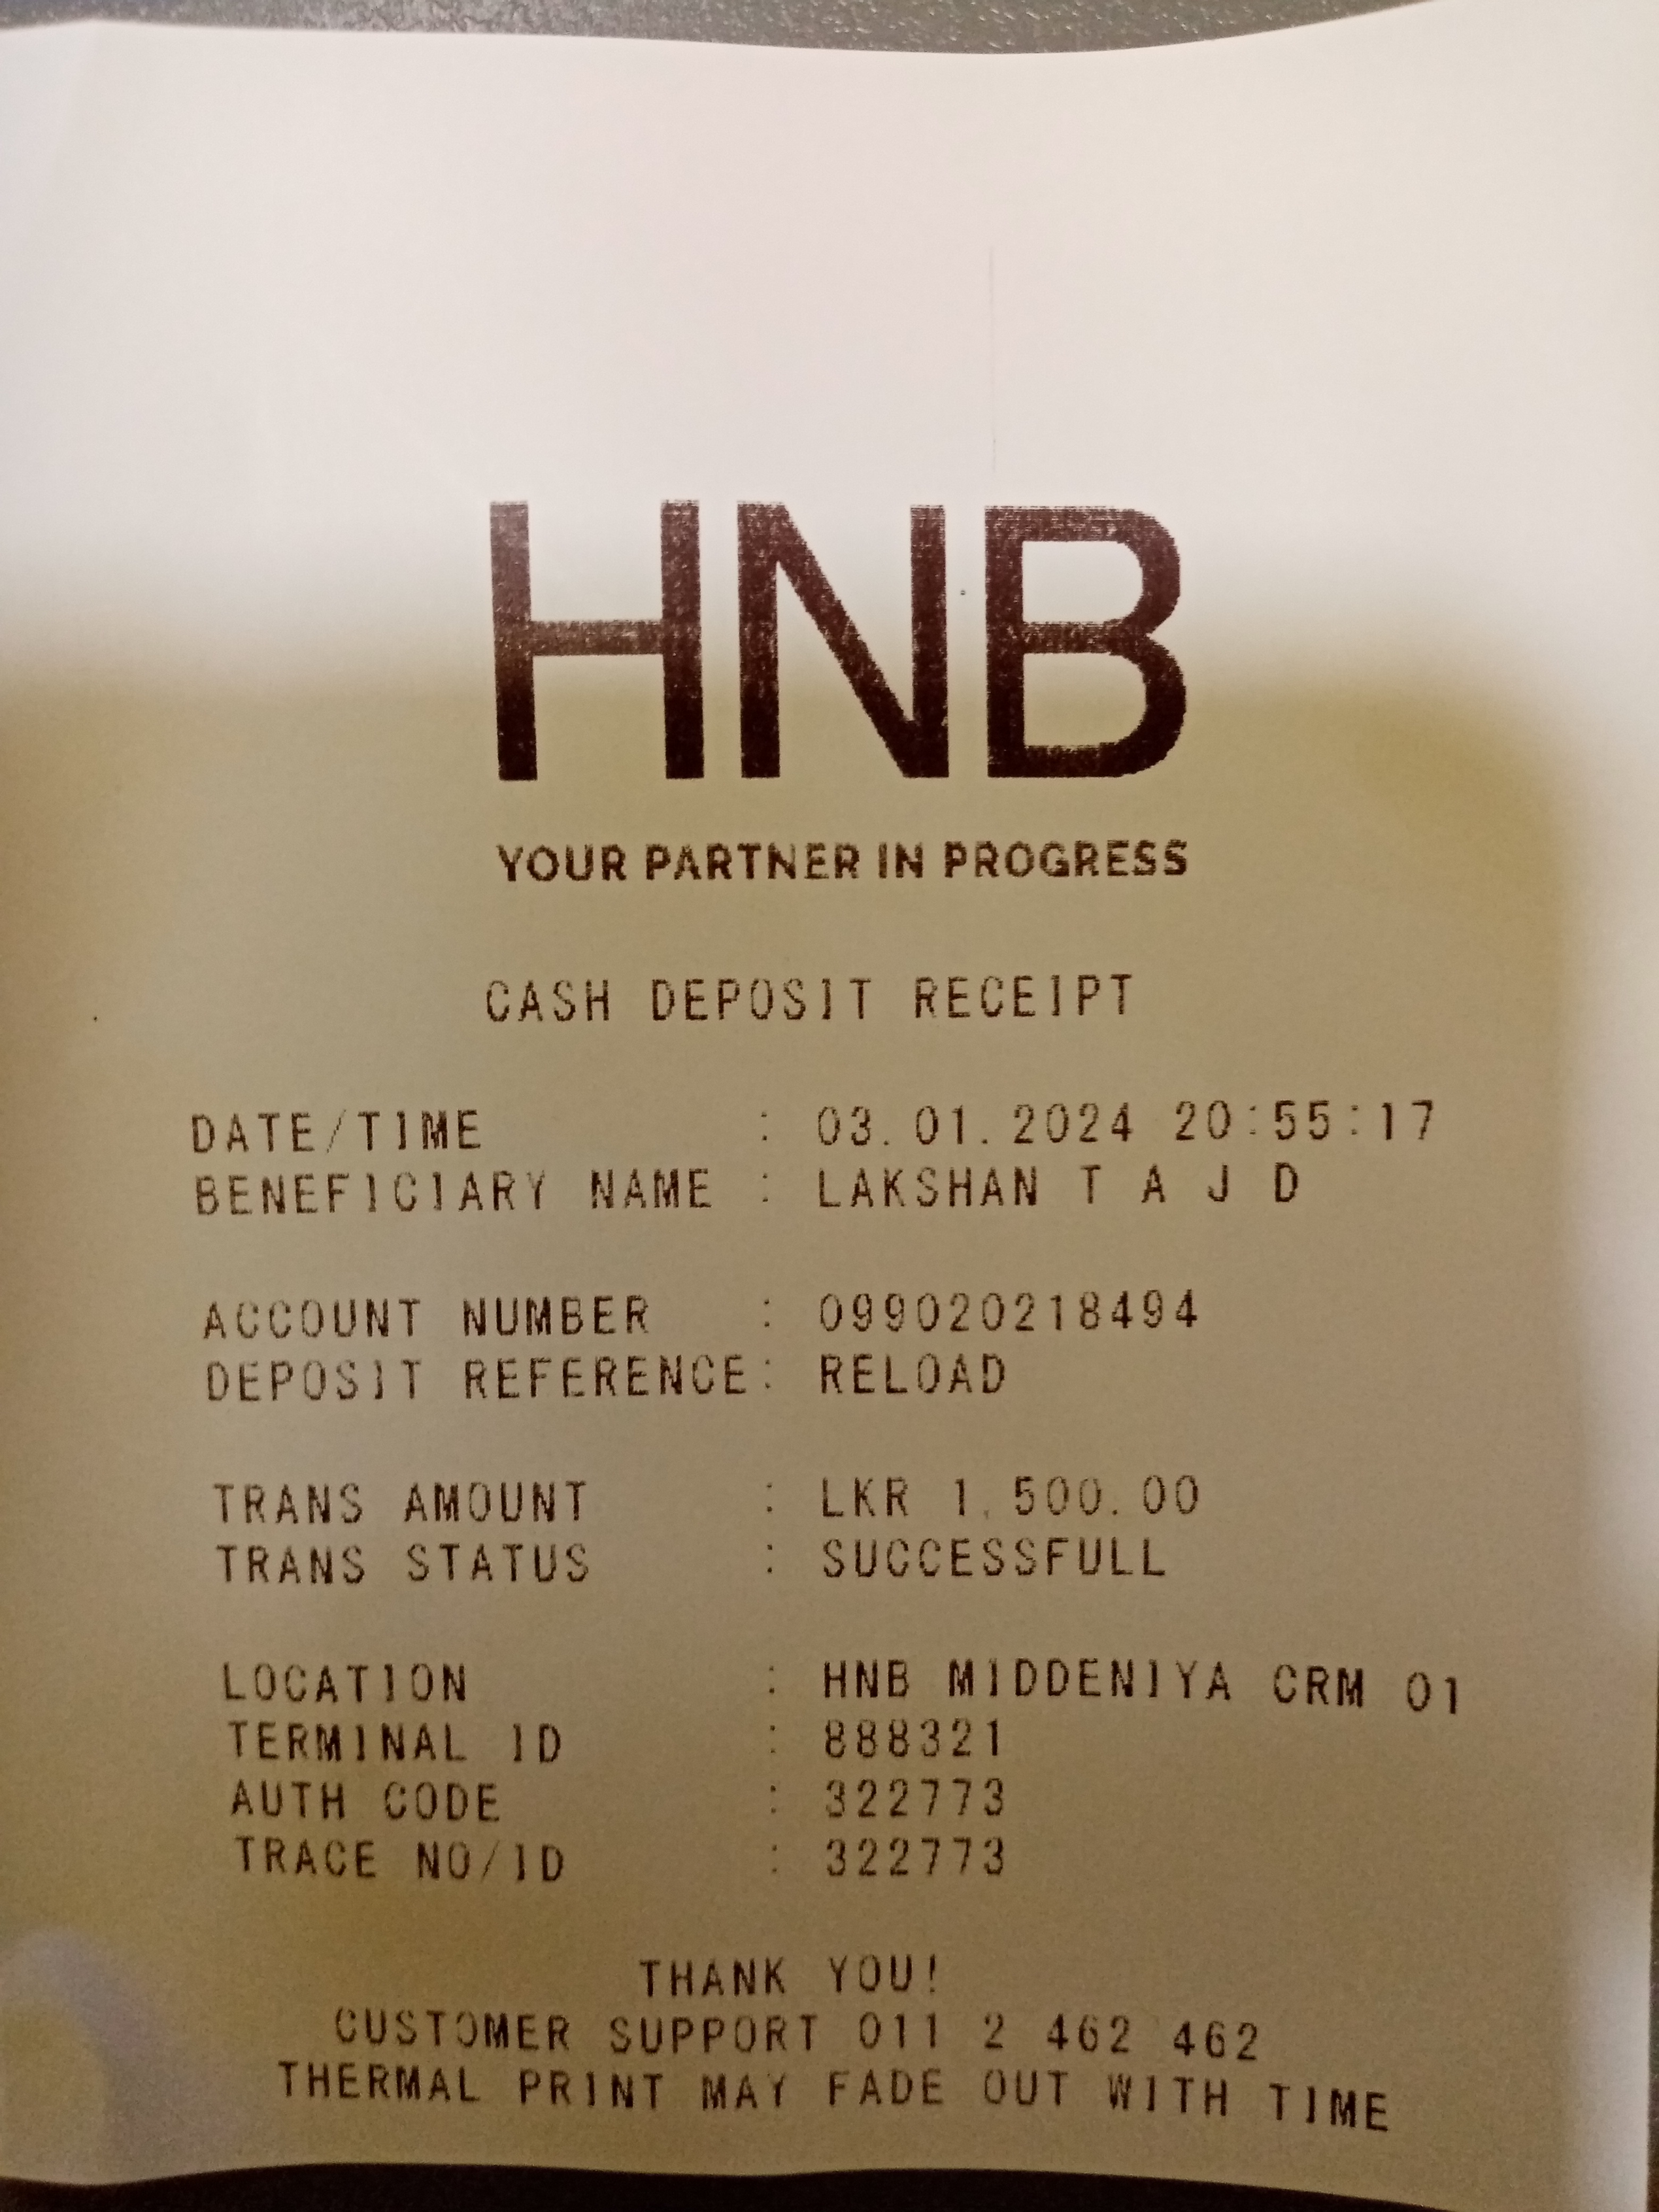 HNB
YOUR PARTNER IN PROGRESS
CASH DEPOSIT RECEIPT
DATE/TIME : 03.01.2024 20:55:17
BENEFICIARY NAME : LAKSHAN T A J D
ACCOUNT NUMBER : 099020218494
DEPOSIT REFERENCE: RELOAD
TRANS AMOUNT : LKR 1,500.00
TRANS STATUS : SUCCESSFULL
LOCATION : HNB MIDDENIYA CRM 01
TERMINAL ID : 888321
AUTH CODE : 322773
TRACE NO/ID : 322773
THANK YOU!
CUSTOMER SUPPORT 011 2 462 462
THERMAL PRINT MAY FADE OUT WITH TIME